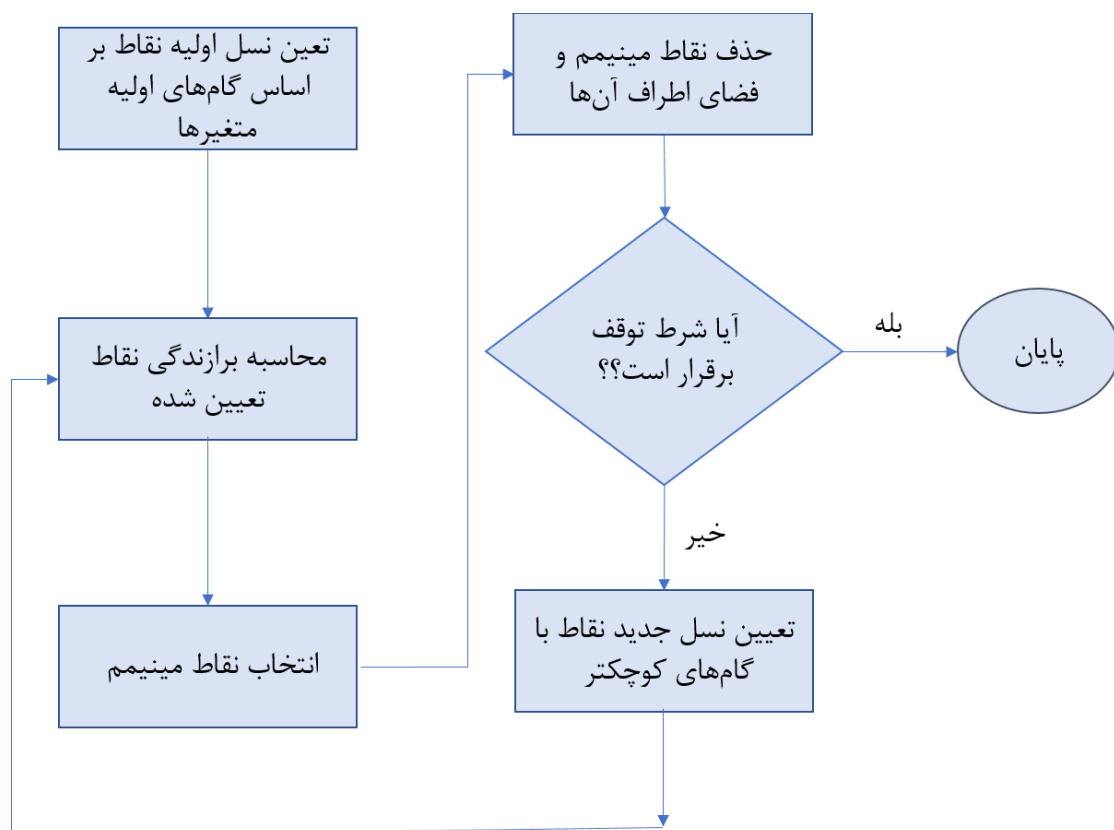 تعین نسل اولیه نقاط بر
اساس گام‌های اولیه
متغیرها
محاسبه برازندگی نقاط
تعیین شده
انتخاب نقاط مینیمم
حذف نقاط مینیمم و
فضای اطراف آن‌ها
آیا شرط توقف
برقرار است؟؟
بله
پایان
خیر
تعیین نسل جدید نقاط با
گام‌های کوچکتر